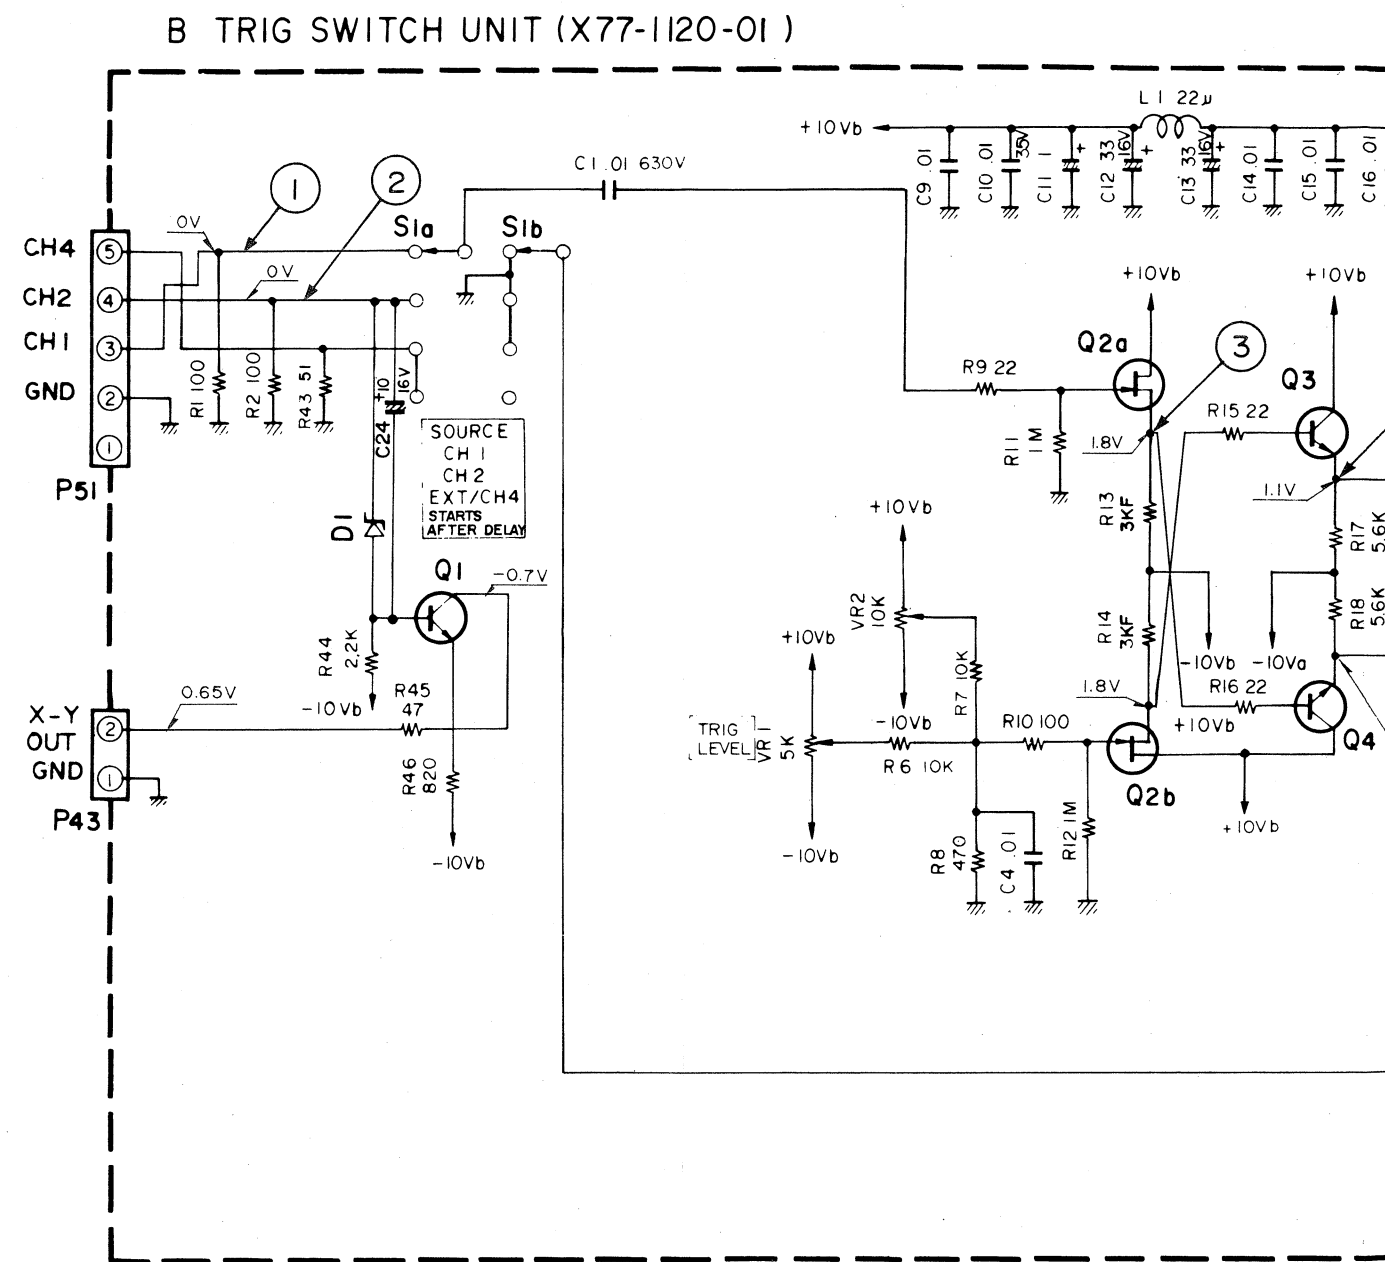 B TRIG SWITCH UNIT (X77-1120-01 )
L1 22μ
+10Vb
C9 .01
C10 .01
35V
C11 1
+
C12 33
16V
+
C13 33
16V
+
C14 .01
C15 .01
C16 .01
C1 .01 630V
1
2
0V
S1a
S1b
CH4
5
CH2
4
0V
CH1
3
GND
2
1
P51
R1 100
R2 100
R43 51
+10
16V
C24
SOURCE
CH 1
CH 2
EXT/CH4
STARTS
AFTER DELAY
D1
Q1
-0.7V
R44
2.2K
-10Vb
R45
47
0.65V
X-Y
OUT
2
GND
1
P43
R46
820
-10Vb
+10Vb
+10Vb
Q2a
3
Q3
R9 22
R11
1M
1.8V
R15 22
1.1V
R13
3KF
R17
5.6K
+10Vb
VR2
10K
R14
3KF
R18
5.6K
+10Vb
-10Vb
-10Va
R7 10K
1.8V
R16 22
-10Vb
+10Vb
TRIG
LEVEL
VR1
5K
R6 10K
R10 100
Q4
Q2b
+10Vb
-10Vb
R8
470
C4 .01
R12 1M